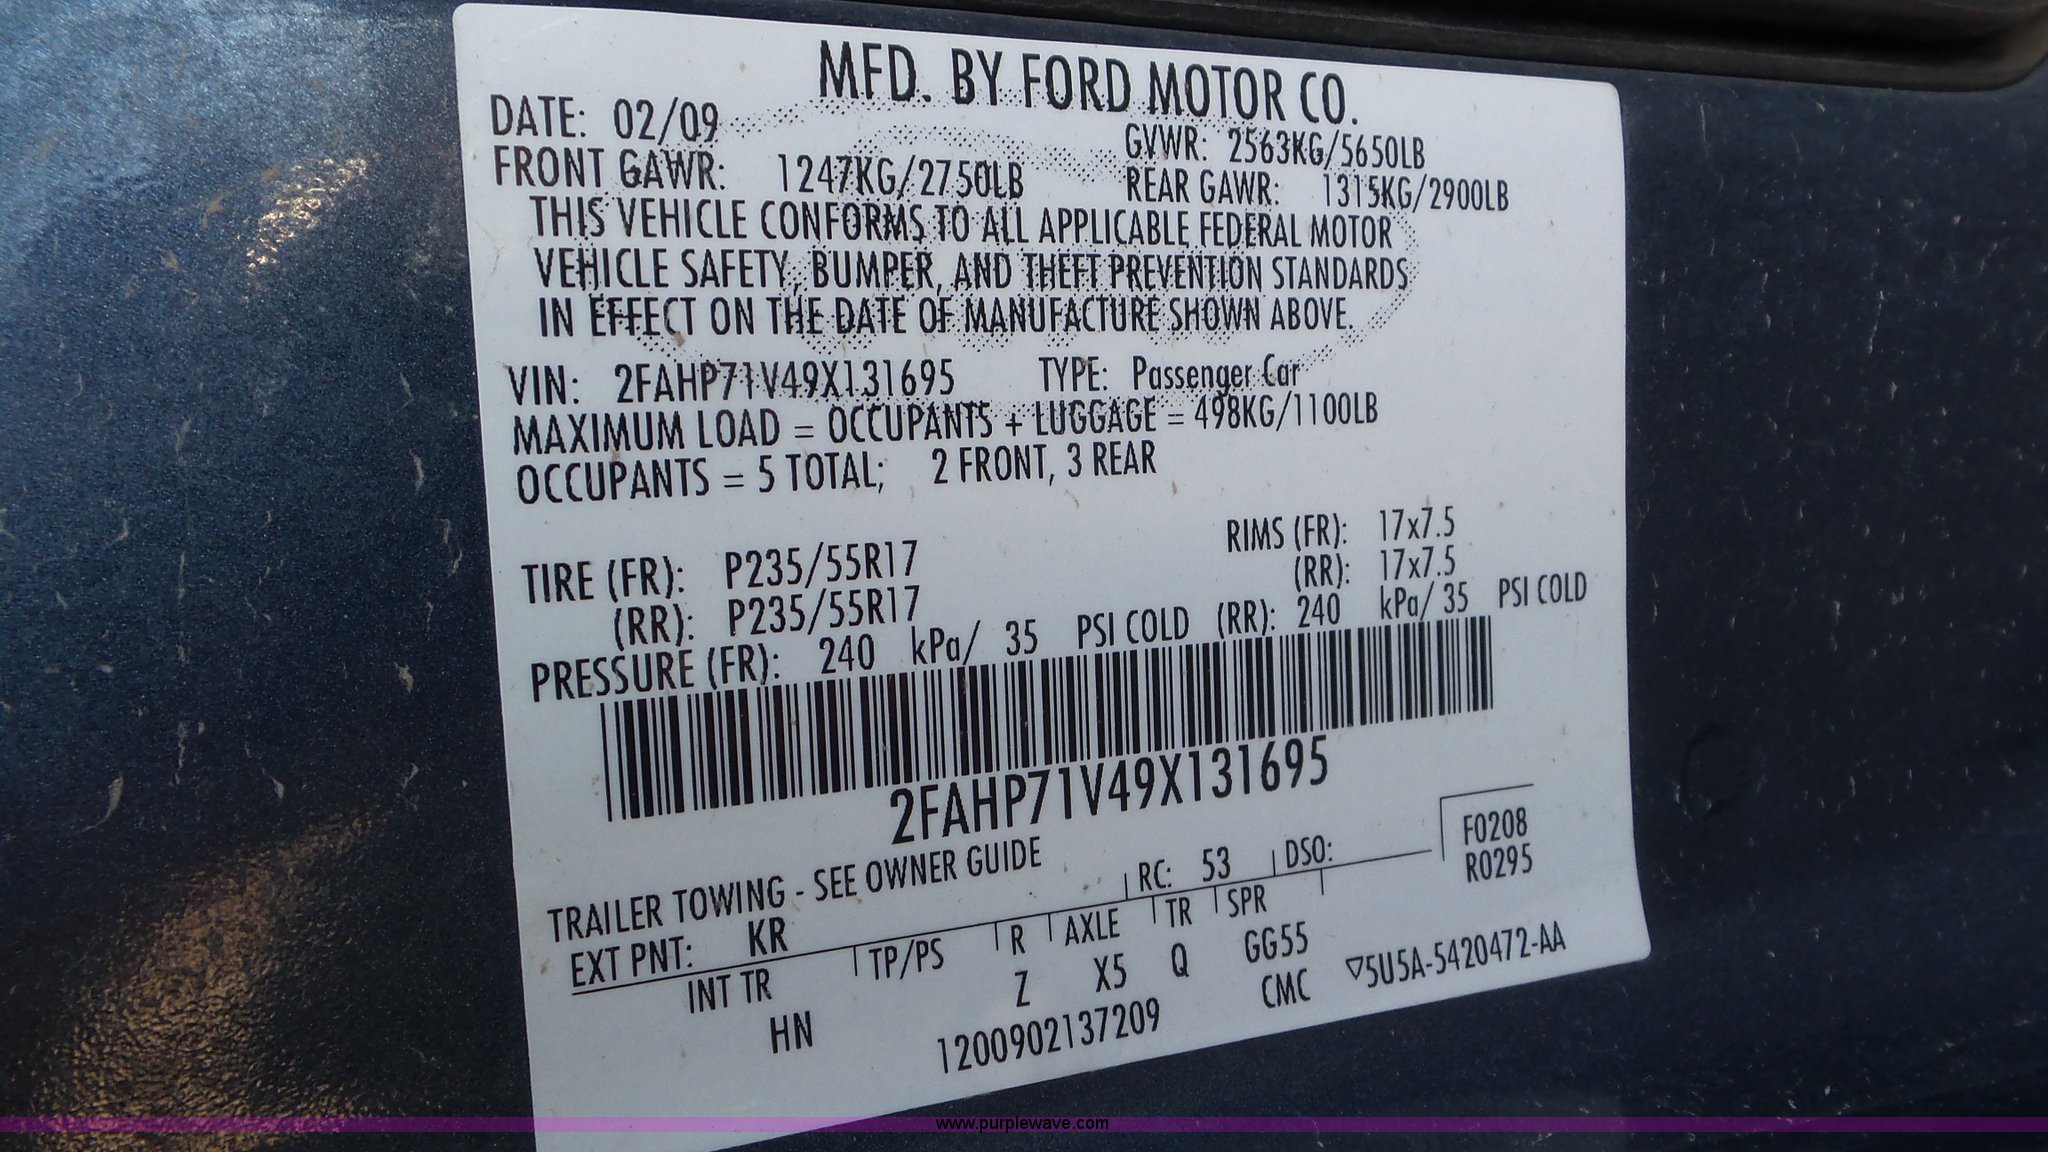 MFD. BY FORD MOTOR CO.
DATE: 02/09 GVWR: 2563KG/5650LB
FRONT GAWR: 1247KG/2750LB REAR GAWR: 1315KG/2900LB
THIS VEHICLE CONFORMS TO ALL APPLICABLE FEDERAL MOTOR
VEHICLE SAFETY, BUMPER, AND THEFT PREVENTION STANDARDS
IN EFFECT ON THE DATE OF MANUFACTURE SHOWN ABOVE.
VIN: 2FAHP71V49X131695 TYPE: Passenger Car
MAXIMUM LOAD = OCCUPANTS + LUGGAGE = 498KG/1100LB
OCCUPANTS = 5 TOTAL; 2 FRONT, 3 REAR
TIRE (FR): P235/55R17 RIMS (FR): 17x7.5
(RR): P235/55R17 (RR): 17x7.5
PRESSURE (FR): 240 kPa/ 35 PSI COLD (RR): 240 kPa/ 35 PSI COLD
2FAHP71V49X131695
TRAILER TOWING - SEE OWNER GUIDE
EXT PNT: KR RC: 53 DSO: F0208
R0295
INT TR TP/PS R AXLE TR SPR
HN Z X5 Q GG55
1200902137209 CMC ▽5U5A-5420472-AA
www.purplewave.com